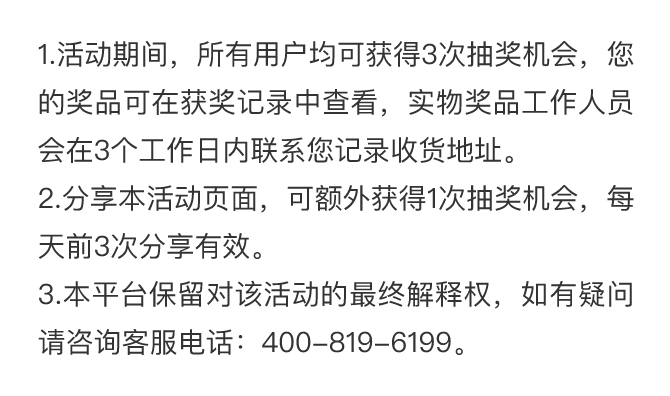 1.活动期间，所有用户均可获得3次抽奖机会，您
的奖品可在获奖记录中查看，实物奖品工作人员
会在3个工作日内联系您记录收货地址。
2.分享本活动页面，可额外获得1次抽奖机会，每
天前3次分享有效。
3.本平台保留对该活动的最终解释权，如有疑问
请咨询客服电话：400–819–6199。